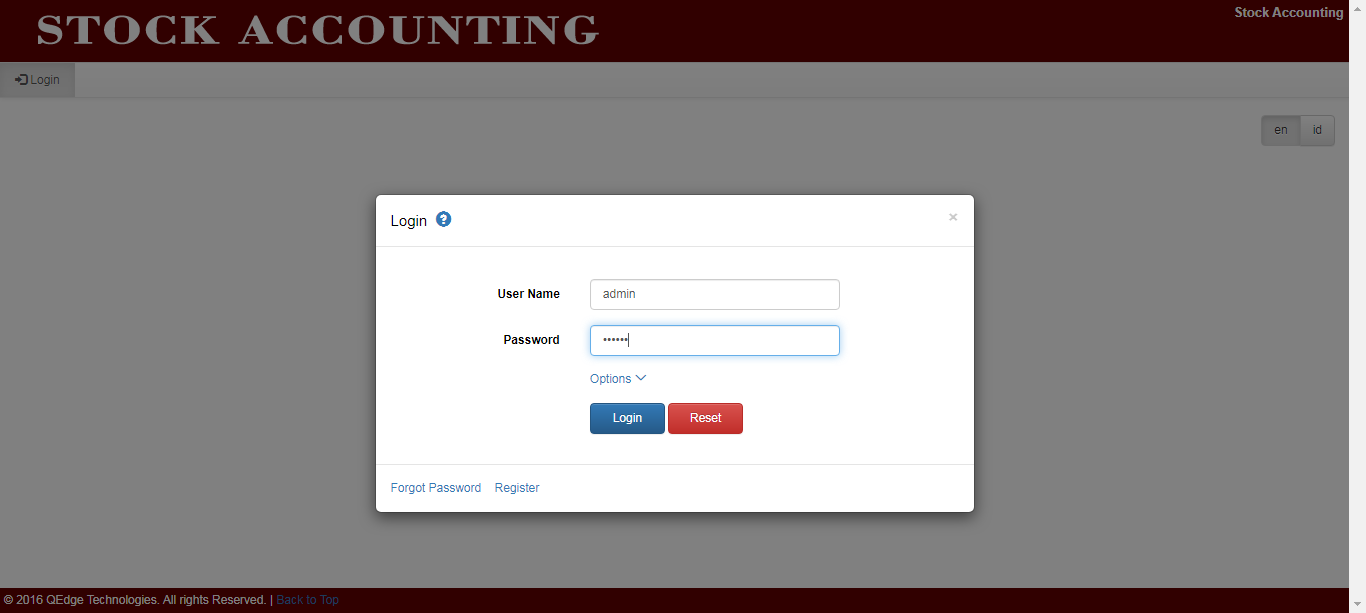 STOCK ACCOUNTING
Stock Accounting
Login
en id
Login
×
User Name admin
Password ••••••
Options
Login Reset
Forgot Password Register
© 2016 QEdge Technologies. All rights Reserved. | Back to Top